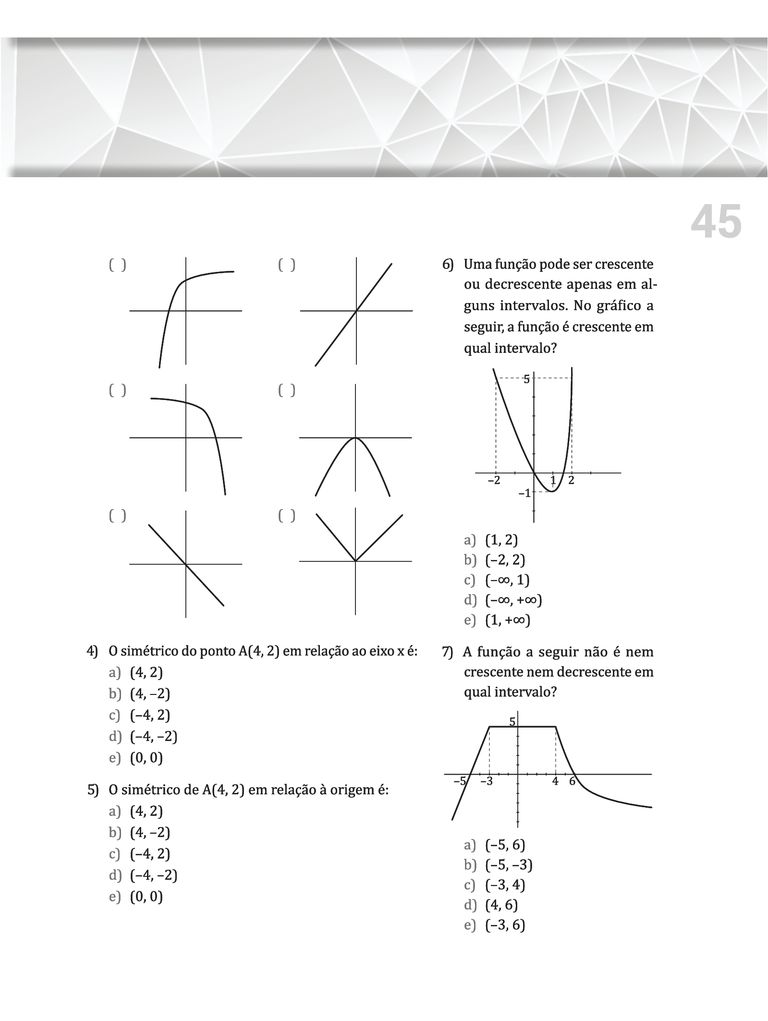 45
( )
( )
( )
( )
( )
( )
4) O simétrico do ponto A(4, 2) em relação ao eixo x é:
a) (4, 2)
b) (4, –2)
c) (–4, 2)
d) (–4, –2)
e) (0, 0)
5) O simétrico de A(4, 2) em relação à origem é:
a) (4, 2)
b) (4, –2)
c) (–4, 2)
d) (–4, –2)
e) (0, 0)
6) Uma função pode ser crescente
ou decrescente apenas em al-
guns intervalos. No gráfico a
seguir, a função é crescente em
qual intervalo?
5
–2 1 2
–1
a) (1, 2)
b) (–2, 2)
c) (–∞, 1)
d) (–∞, +∞)
e) (1, +∞)
7) A função a seguir não é nem
crescente nem decrescente em
qual intervalo?
5
–5 –3 4 6
a) (–5, 6)
b) (–5, –3)
c) (–3, 4)
d) (4, 6)
e) (–3, 6)